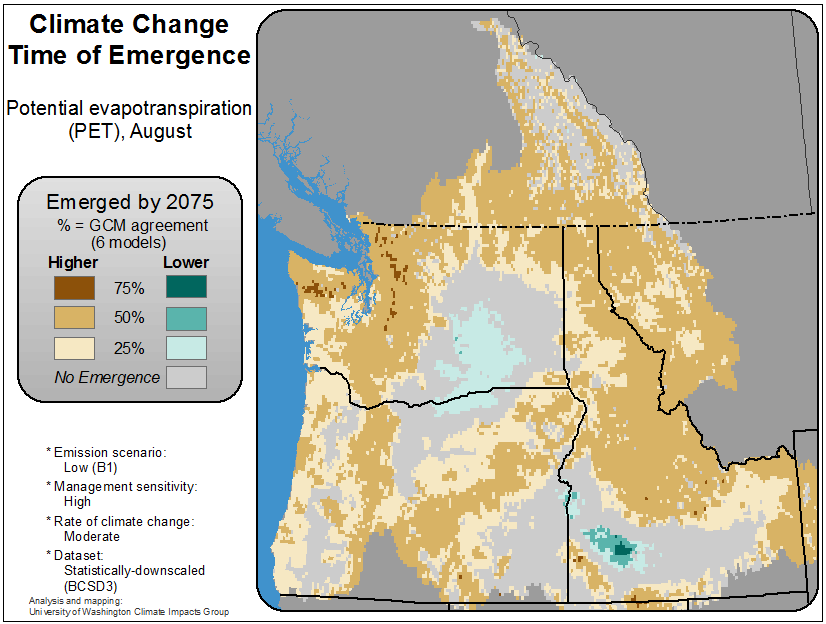 Climate Change
Time of Emergence
Potential evapotranspiration
(PET), August
Emerged by 2075
% = GCM agreement
(6 models)
Higher Lower
75%
50%
25%
No Emergence
* Emission scenario:
Low (B1)
* Management sensitivity:
High
* Rate of climate change:
Moderate
* Dataset:
Statistically-downscaled
(BCSD3)
Analysis and mapping:
University of Washington Climate Impacts Group